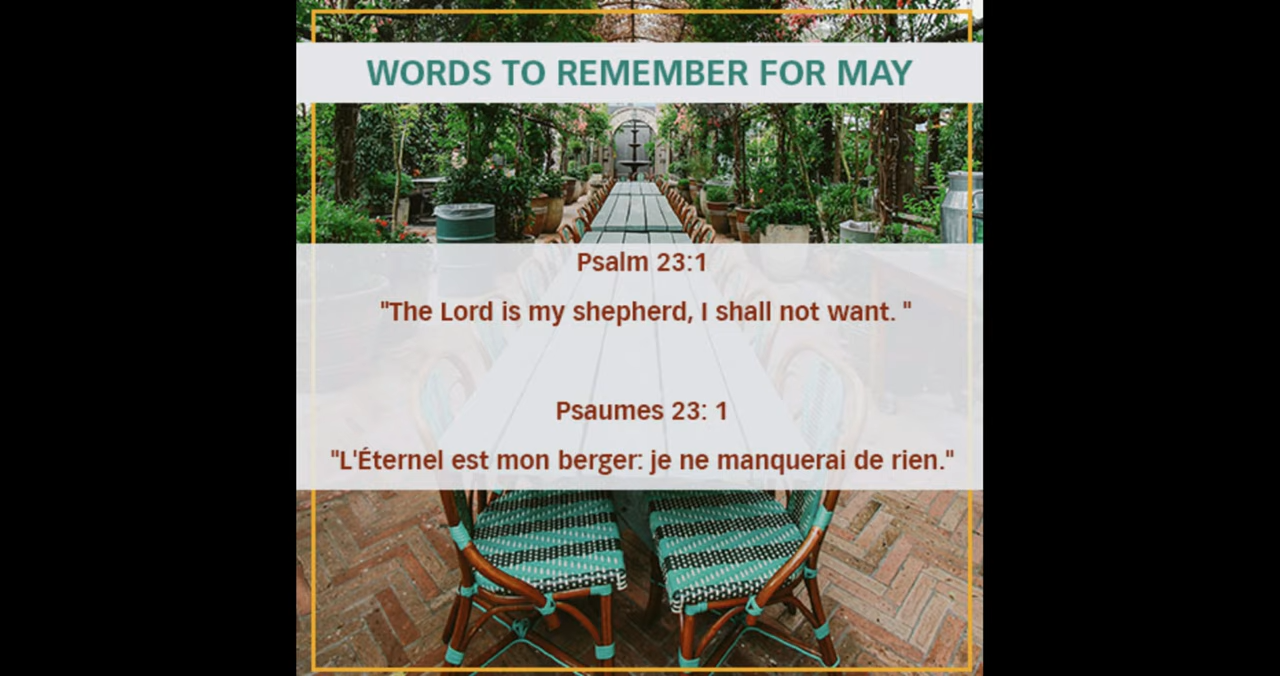 WORDS TO REMEMBER FOR MAY
Psalm 23:1
"The Lord is my shepherd, I shall not want. "
Psaumes 23: 1
"L'Éternel est mon berger: je ne manquerai de rien."